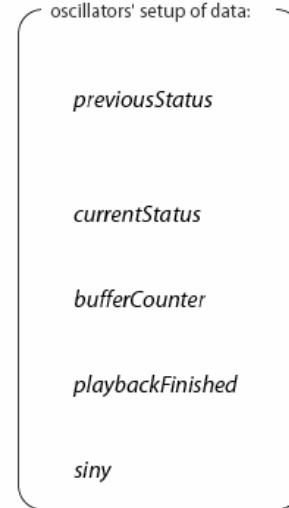 oscillators' setup of data:
previousStatus
currentStatus
bufferCounter
playbackFinished
siny